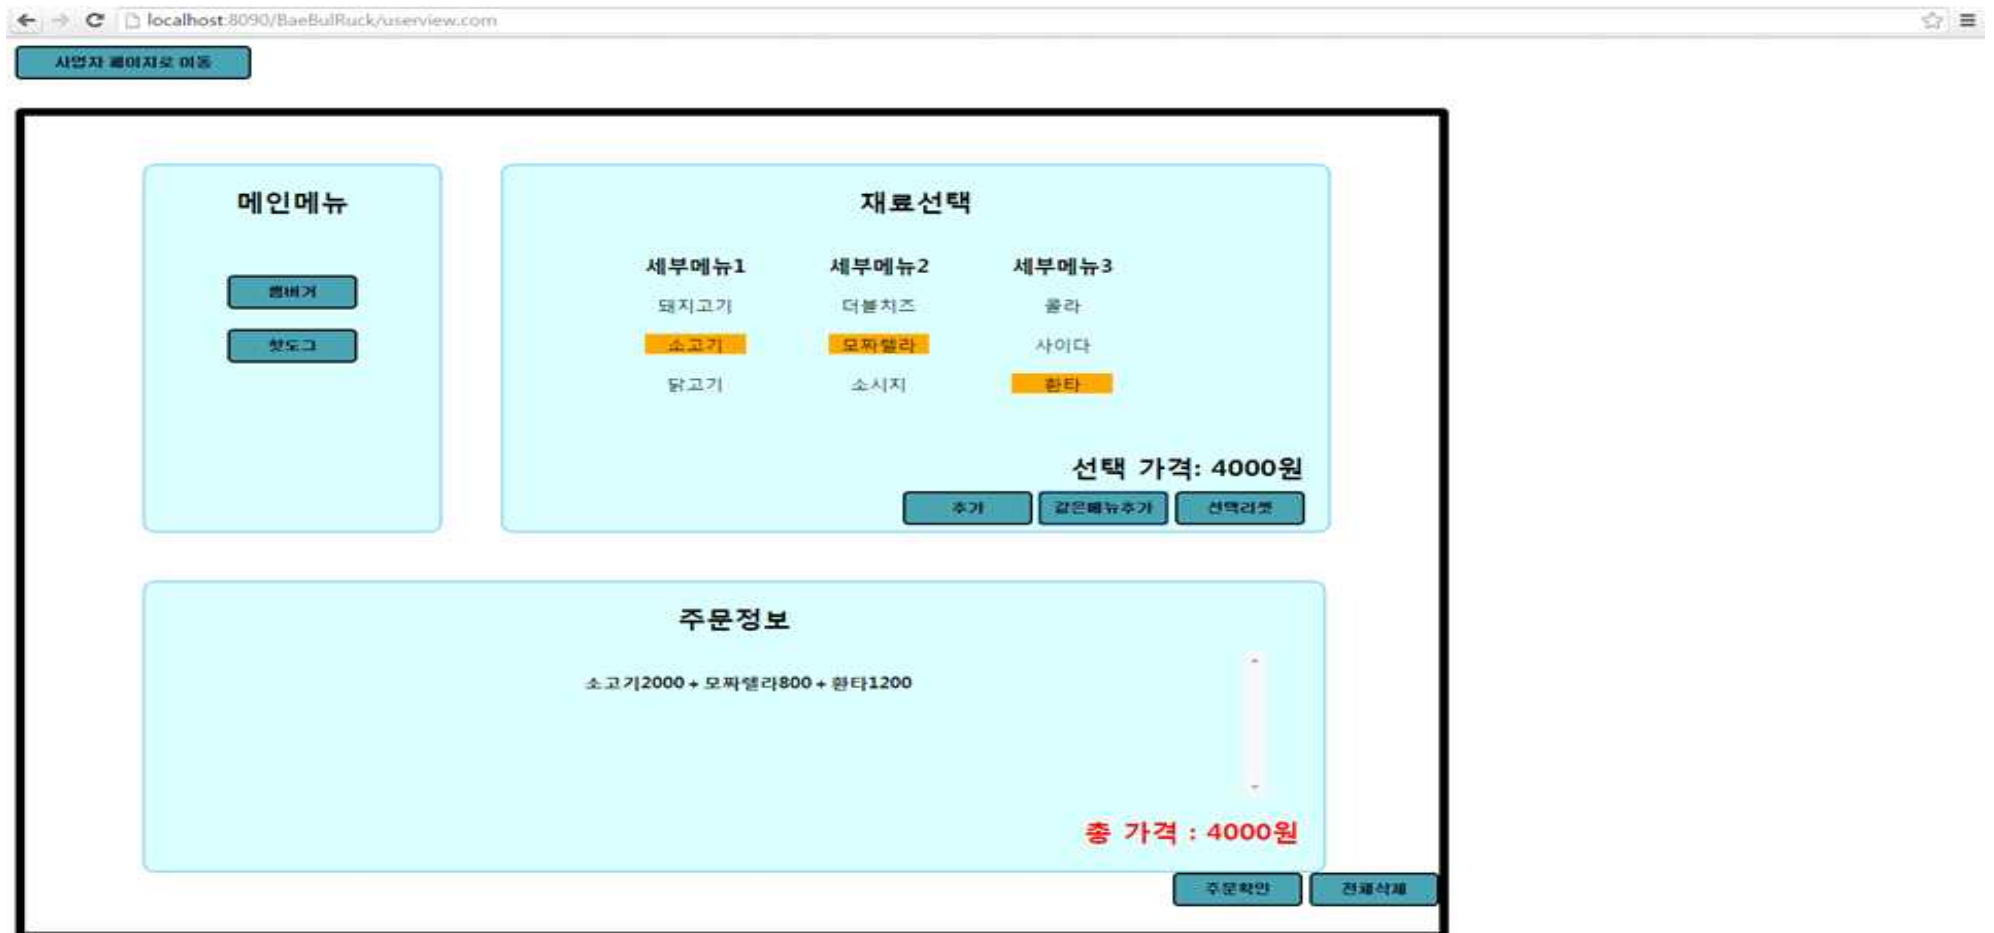 localhost:8090/BaeBulRuck/userview.com
사업자 페이지로 이동
메인메뉴
햄버거
핫도그
재료선택
세부메뉴1 세부메뉴2 세부메뉴3
돼지고기 더블치즈 콜라
소고기 모짜렐라 사이다
닭고기 소시지 환타
선택 가격: 4000원
추가 같은메뉴추가 선택리셋
주문정보
소고기2000 + 모짜렐라800 + 환타1200
총 가격 : 4000원
주문확인 전체삭제